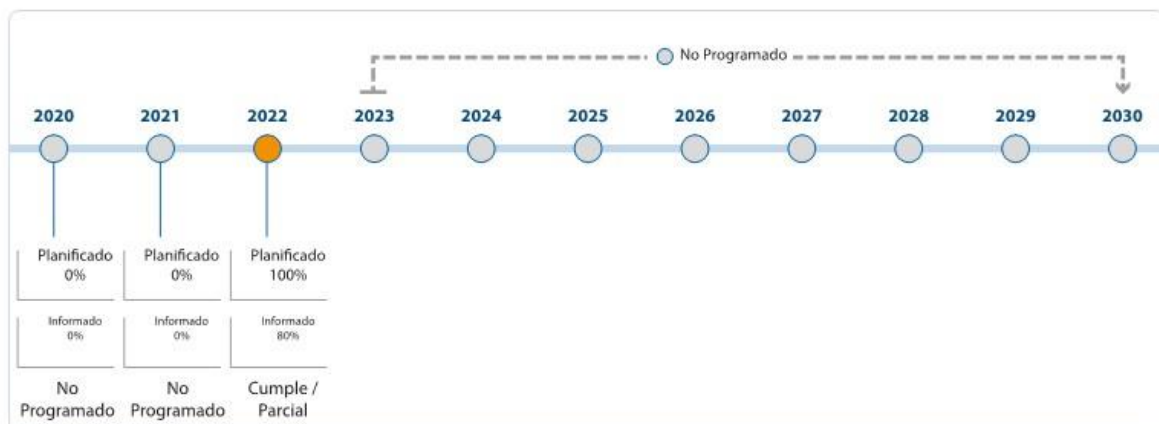 No Programado
2020 2021 2022 2023 2024 2025 2026 2027 2028 2029 2030
Planificado Planificado Planificado
0% 0% 100%
Informado Informado Informado
0% 0% 80%
No No Cumple /
Programado Programado Parcial